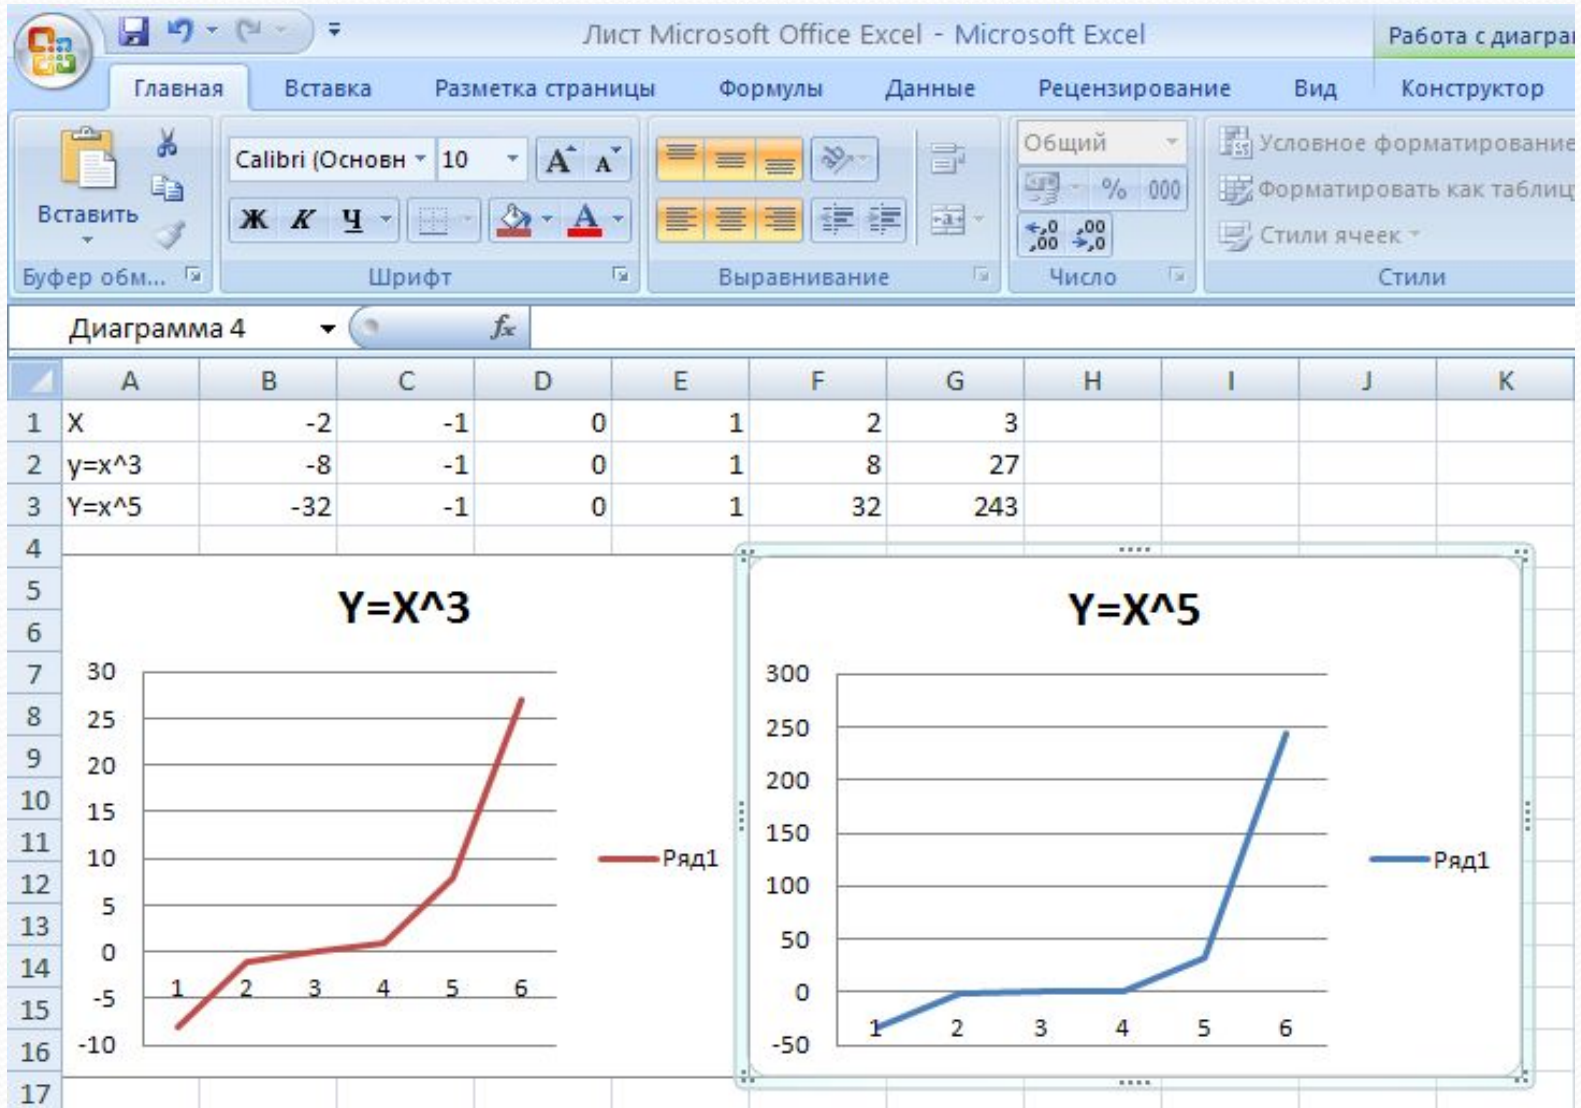 Лист Microsoft Office Excel - Microsoft Excel
Работа с диагра
Главная Вставка Разметка страницы Формулы Данные Рецензирование Вид Конструктор
Calibri (Основн 10 А А Общий Условное форматирование
% 000 Форматировать как таблиц
Вставить Ж К Ч А ,0 ,00 ,00 ,0 Стили ячеек
Буфер обм... Шрифт Выравнивание Число Стили
Диаграмма 4 fx
A B C D E F G H I J K
1 X -2 -1 0 1 2 3
2 y=x^3 -8 -1 0 1 8 27
3 Y=x^5 -32 -1 0 1 32 243
4
5
6
7
8
9
10
11
12
13
14
15
16
17
Y=X^3
30
25
20
15
10
5
0
-5
-10
1 2 3 4 5 6
Ряд1
Y=X^5
300
250
200
150
100
50
0
-50
1 2 3 4 5 6
Ряд1